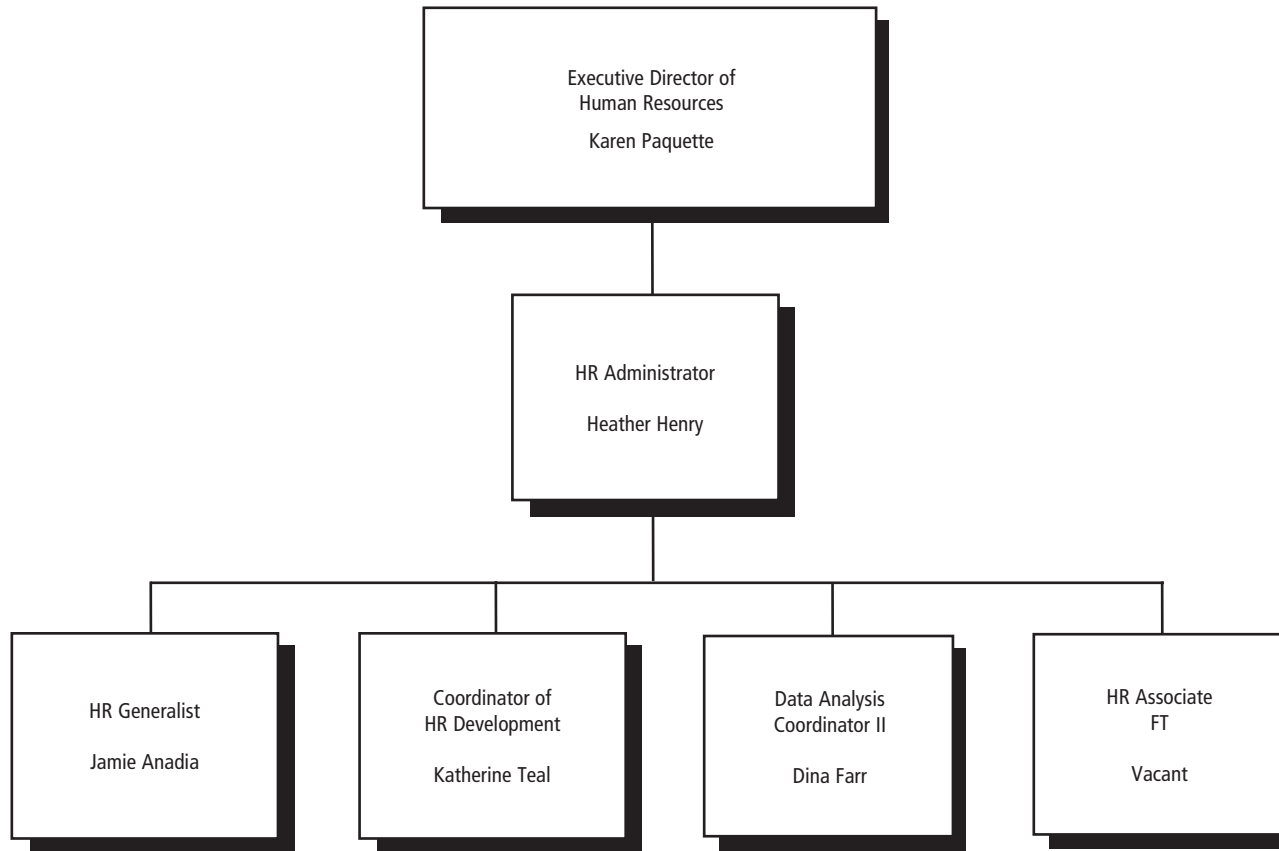 Executive Director of
Human Resources
Karen Paquette
HR Administrator
Heather Henry
HR Generalist
Jamie Anadia
Coordinator of
HR Development
Katherine Teal
Data Analysis
Coordinator II
Dina Farr
HR Associate
FT
Vacant